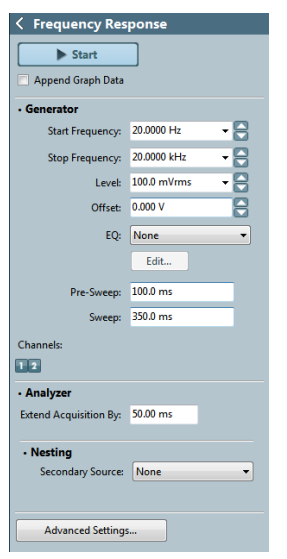 Frequency Response
Start
Append Graph Data
• Generator
Start Frequency: 20.0000 Hz
Stop Frequency: 20.0000 kHz
Level: 100.0 mVrms
Offset: 0.000 V
EQ: None
Edit...
Pre-Sweep: 100.0 ms
Sweep: 350.0 ms
Channels:
1 2
• Analyzer
Extend Acquisition By: 50.00 ms
• Nesting
Secondary Source: None
Advanced Settings...